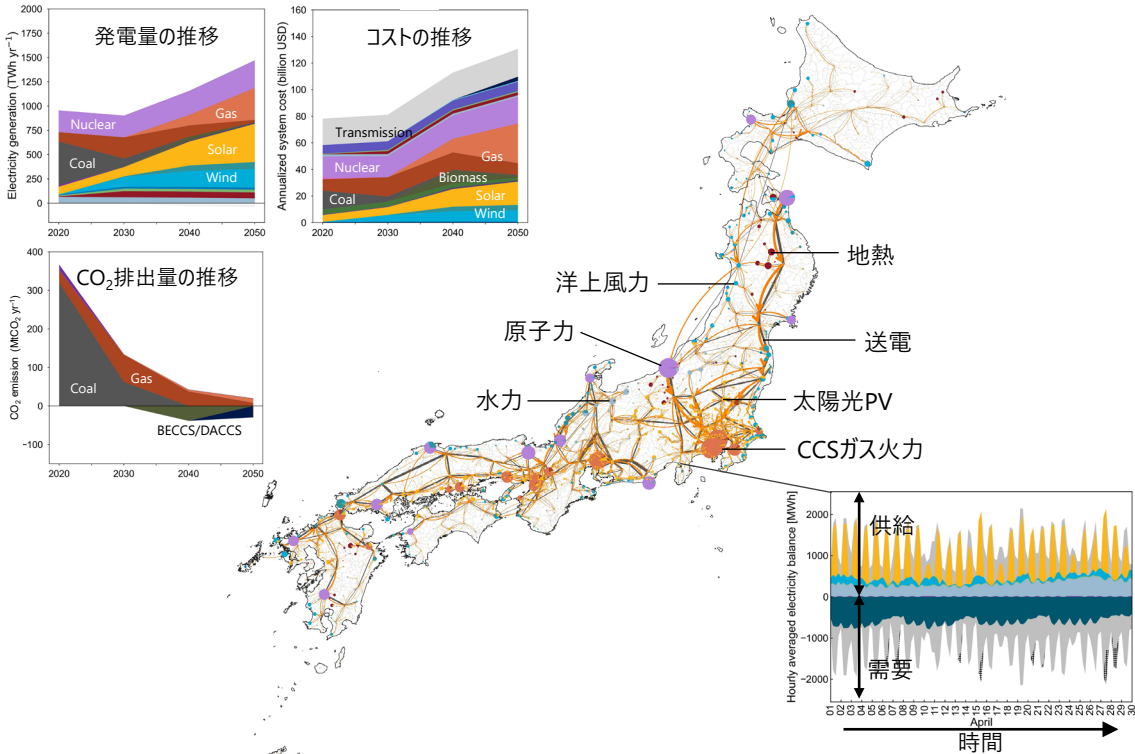 発電量の推移
Electricity generation (TWh yr⁻¹)
2000
1750
1500
1250
1000
750
500
250
0
Nuclear
Gas
Coal
Solar
Wind
2020 2030 2040 2050
コストの推移
Annualized system cost (billion USD)
160
140
120
100
80
60
40
20
0
Transmission
Nuclear
Gas
Biomass
Coal
Solar
Wind
2020 2030 2040 2050
CO₂排出量の推移
CO₂ emission (MtCO₂ yr⁻¹)
400
300
200
100
0
−100
Gas
Coal
BECCS/DACCS
2020 2030 2040 2050
地熱
洋上風力
原子力
送電
水力
太陽光PV
CCSガス火力
Hourly averaged electricity balance [MWh]
2000
1000
0
−1000
−2000
供給
需要
01 02 03 04 05 06 07 08 09 10 11 12 13 14 15 16 17 18 19 20 21 22 23 24 25 26 27 28 29 30
April
時間